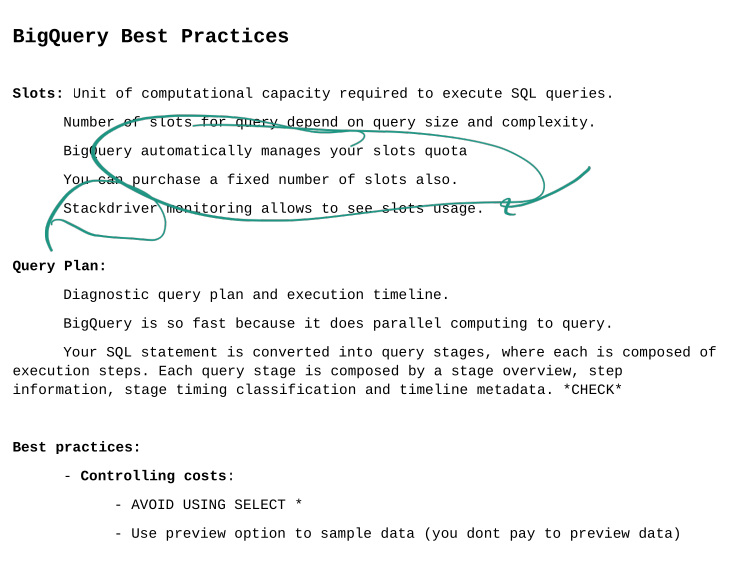 BigQuery Best Practices
Slots: Unit of computational capacity required to execute SQL queries.
Number of slots for query depend on query size and complexity.
BigQuery automatically manages your slots quota
You can purchase a fixed number of slots also.
Stackdriver monitoring allows to see slots usage.
Query Plan:
Diagnostic query plan and execution timeline.
BigQuery is so fast because it does parallel computing to query.
Your SQL statement is converted into query stages, where each is composed of
execution steps. Each query stage is composed by a stage overview, step
information, stage timing classification and timeline metadata. *CHECK*
Best practices:
- Controlling costs:
- AVOID USING SELECT *
- Use preview option to sample data (you dont pay to preview data)